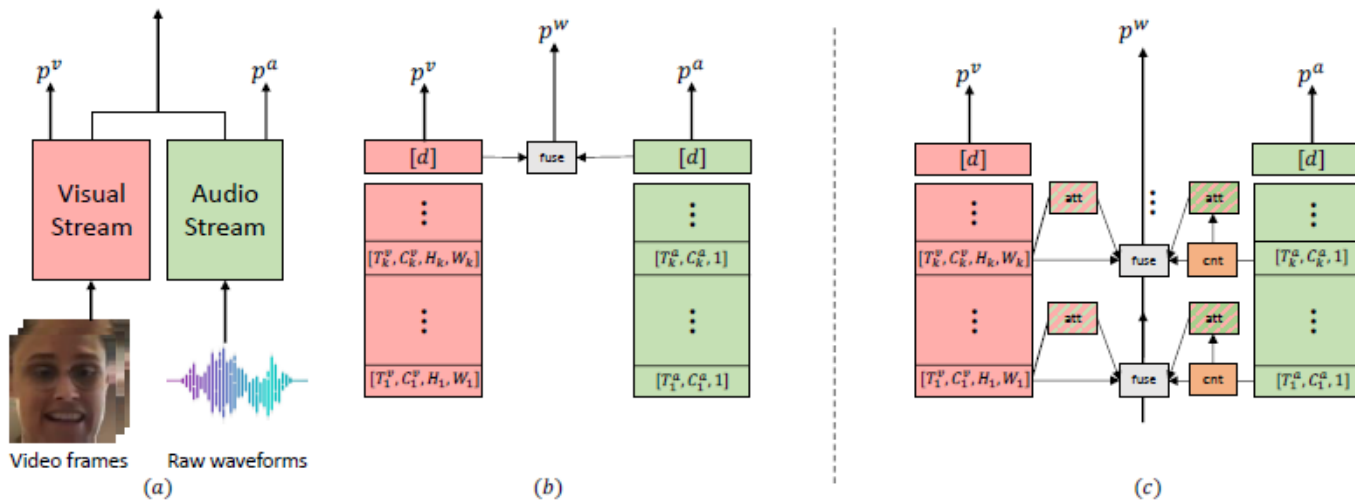 p^v
p^a
Visual
Stream
Audio
Stream
Video frames
Raw waveforms
(a)
p^w
p^v
p^a
[d]
fuse
[d]
⋮
⋮
[T_k^v, C_k^v, H_k, W_k]
[T_k^a, C_k^a, 1]
⋮
⋮
[T_1^v, C_1^v, H_1, W_1]
[T_1^a, C_1^a, 1]
(b)
p^w
p^v
p^a
[d]
[d]
⋮
att
⋮
att
⋮
[T_k^v, C_k^v, H_k, W_k]
fuse
cnt
[T_k^a, C_k^a, 1]
⋮
att
att
⋮
[T_1^v, C_1^v, H_1, W_1]
fuse
cnt
[T_1^a, C_1^a, 1]
(c)